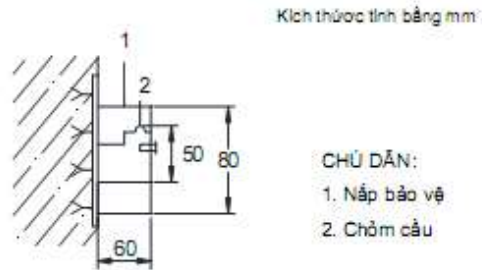 Kích thước tính bằng mm
1
2
50
80
60
CHÚ DẪN:
1. Nắp bảo vệ
2. Chỏm cầu